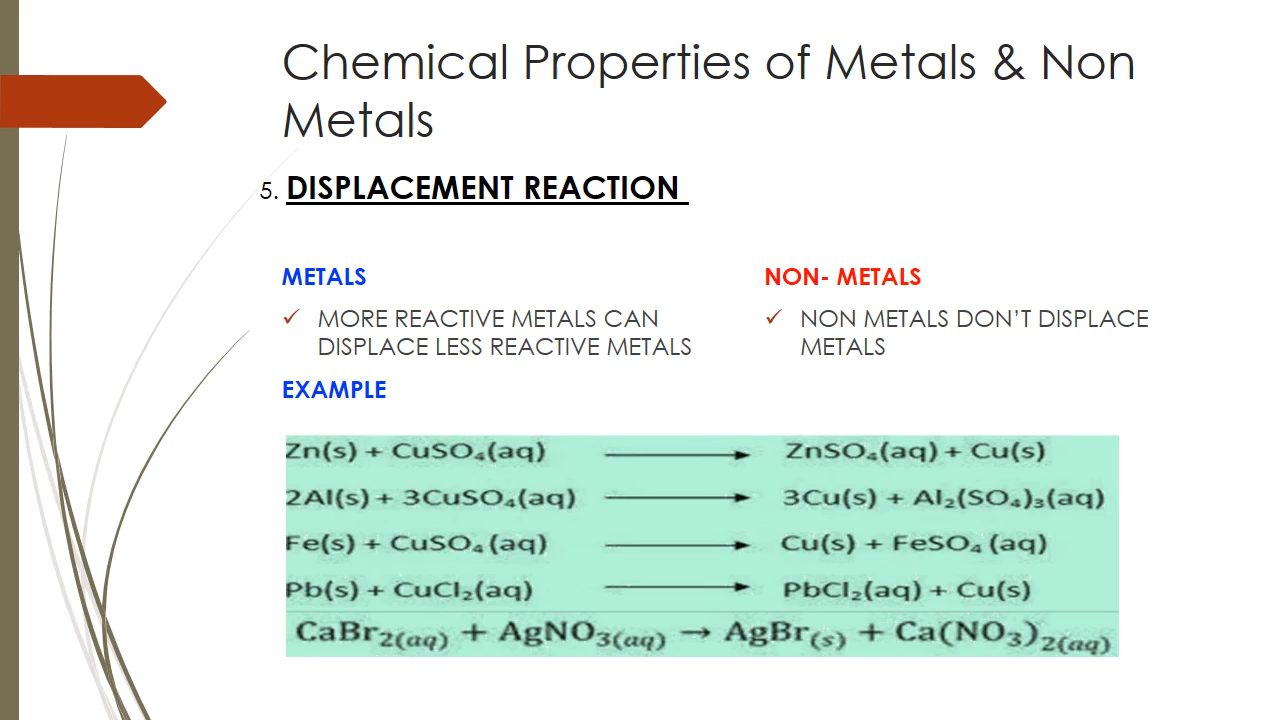 Chemical Properties of Metals & Non
Metals
5. DISPLACEMENT REACTION
METALS
✓ MORE REACTIVE METALS CAN
DISPLACE LESS REACTIVE METALS
EXAMPLE
NON- METALS
✓ NON METALS DON’T DISPLACE
METALS
Zn(s) + CuSO₄(aq) ⟶ ZnSO₄(aq) + Cu(s)
2Al(s) + 3CuSO₄(aq) ⟶ 3Cu(s) + Al₂(SO₄)₃(aq)
Fe(s) + CuSO₄ (aq) ⟶ Cu(s) + FeSO₄ (aq)
Pb(s) + CuCl₂(aq) ⟶ PbCl₂(aq) + Cu(s)
CaBr₂(aq) + AgNO₃(aq) → AgBr(s) + Ca(NO₃)₂(aq)